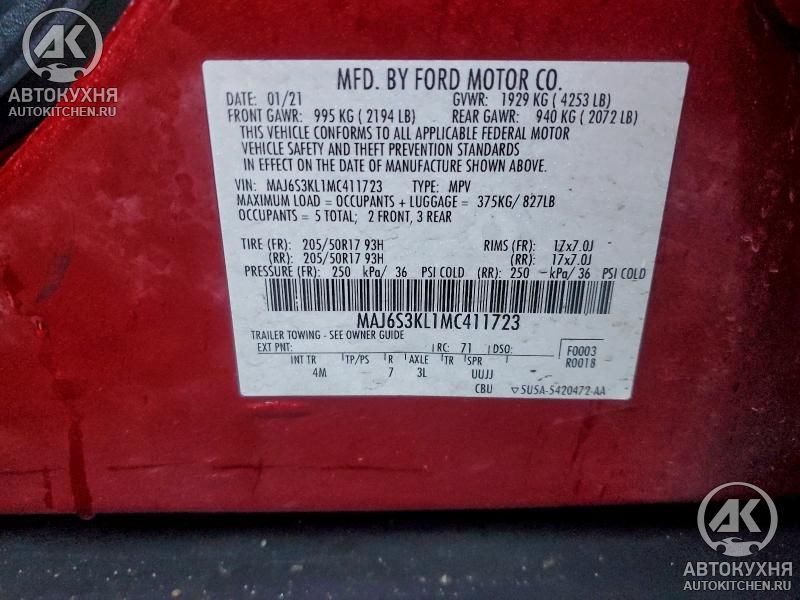 AK
АВТОКУХНЯ
AUTOKITCHEN.RU
MFD. BY FORD MOTOR CO.
DATE: 01/21 GVWR: 1929 KG ( 4253 LB)
FRONT GAWR: 995 KG ( 2194 LB) REAR GAWR: 940 KG ( 2072 LB)
THIS VEHICLE CONFORMS TO ALL APPLICABLE FEDERAL MOTOR
VEHICLE SAFETY AND THEFT PREVENTION STANDARDS
IN EFFECT ON THE DATE OF MANUFACTURE SHOWN ABOVE.
VIN: MAJ6S3KL1MC411723 TYPE: MPV
MAXIMUM LOAD = OCCUPANTS + LUGGAGE = 375KG/ 827LB
OCCUPANTS = 5 TOTAL; 2 FRONT, 3 REAR
TIRE (FR): 205/50R17 93H RIMS (FR): 17x7.0J
(RR): 205/50R17 93H (RR): 17x7.0J
PRESSURE (FR): 250 kPa/ 36 PSI COLD (RR): 250 kPa/ 36 PSI COLD
MAJ6S3KL1MC411723
TRAILER TOWING - SEE OWNER GUIDE
EXT PNT: RC: 71 DSO: F0003
INT TR TP/PS R AXLE TR SPR R0018
4M 7 3L UUJJ
CBU ▽5U5A-5420472-AA
AK
АВТОКУХНЯ
AUTOKITCHEN.RU